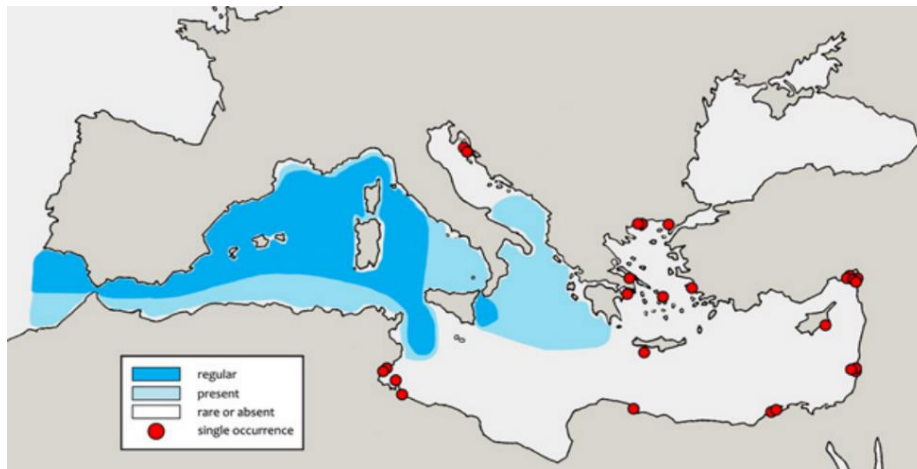 regular
present
rare or absent
single occurrence